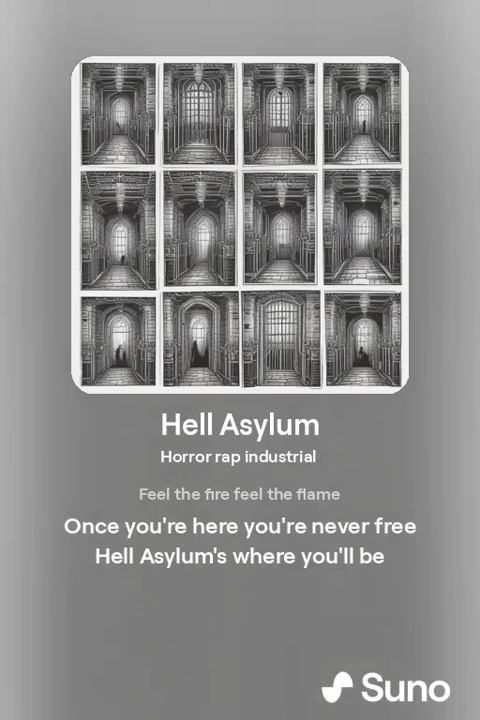 Hell Asylum
Horror rap industrial
Feel the fire feel the flame
Once you're here you're never free
Hell Asylum's where you'll be
Suno